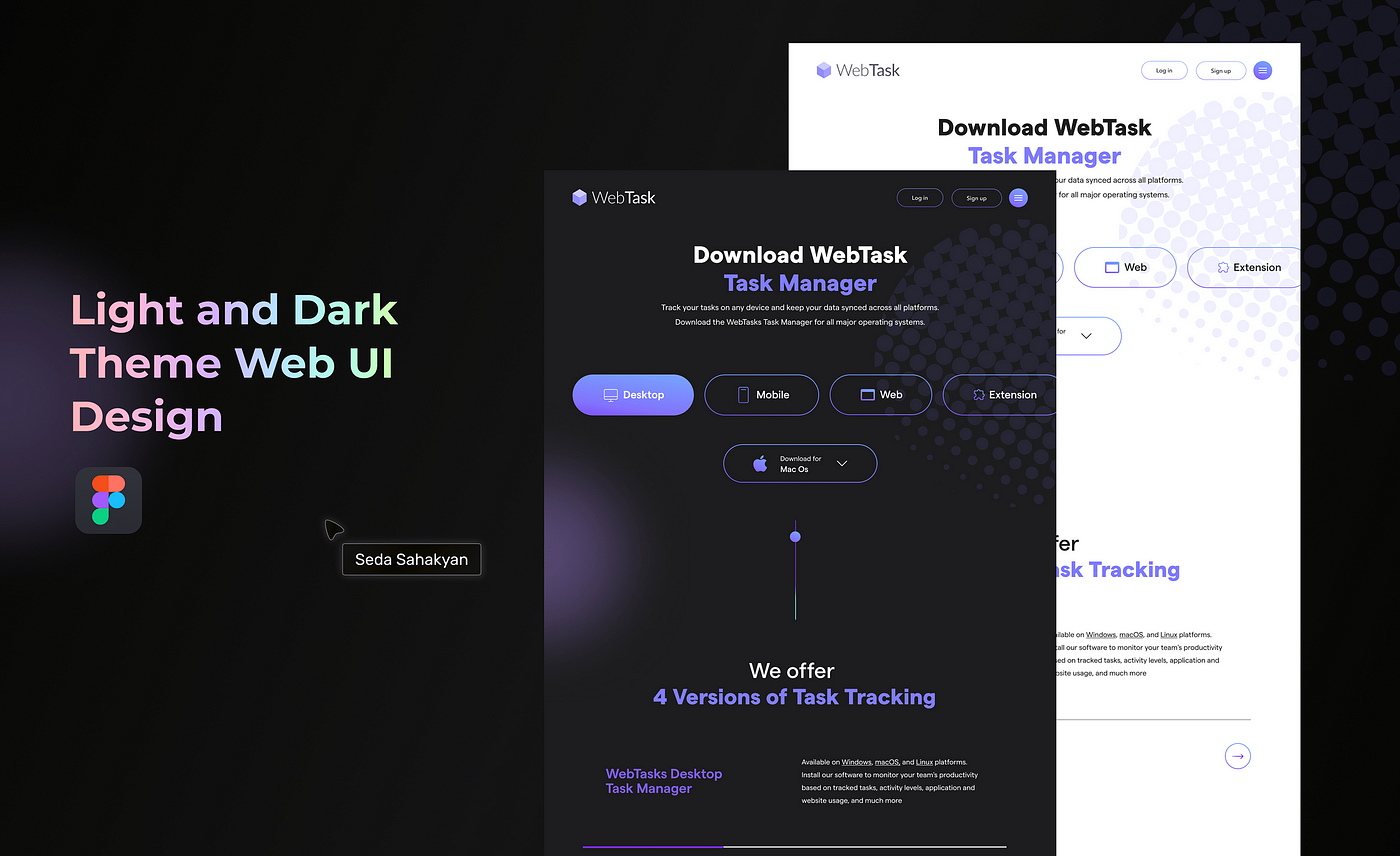 Light and Dark
Theme Web UI
Design
Seda Sahakyan
WebTask
Log in
Sign up
Download WebTask
Task Manager
Track your tasks on any device and keep your data synced across all platforms.
Download the WebTasks Task Manager for all major operating systems.
Desktop
Mobile
Web
Extension
Download for
Mac Os
We offer
4 Versions of Task Tracking
WebTasks Desktop
Task Manager
Available on Windows, macOS, and Linux platforms.
Install our software to monitor your team's productivity
based on tracked tasks, activity levels, application and
website usage, and much more
WebTask
Log in
Sign up
Download WebTask
Task Manager
data synced across all platforms.
for all major operating systems.
Web
Extension
for
Tracking
on Windows, macOS, and Linux platforms.
our software to monitor your team's productivity
on tracked tasks, activity levels, application and
usage, and much more